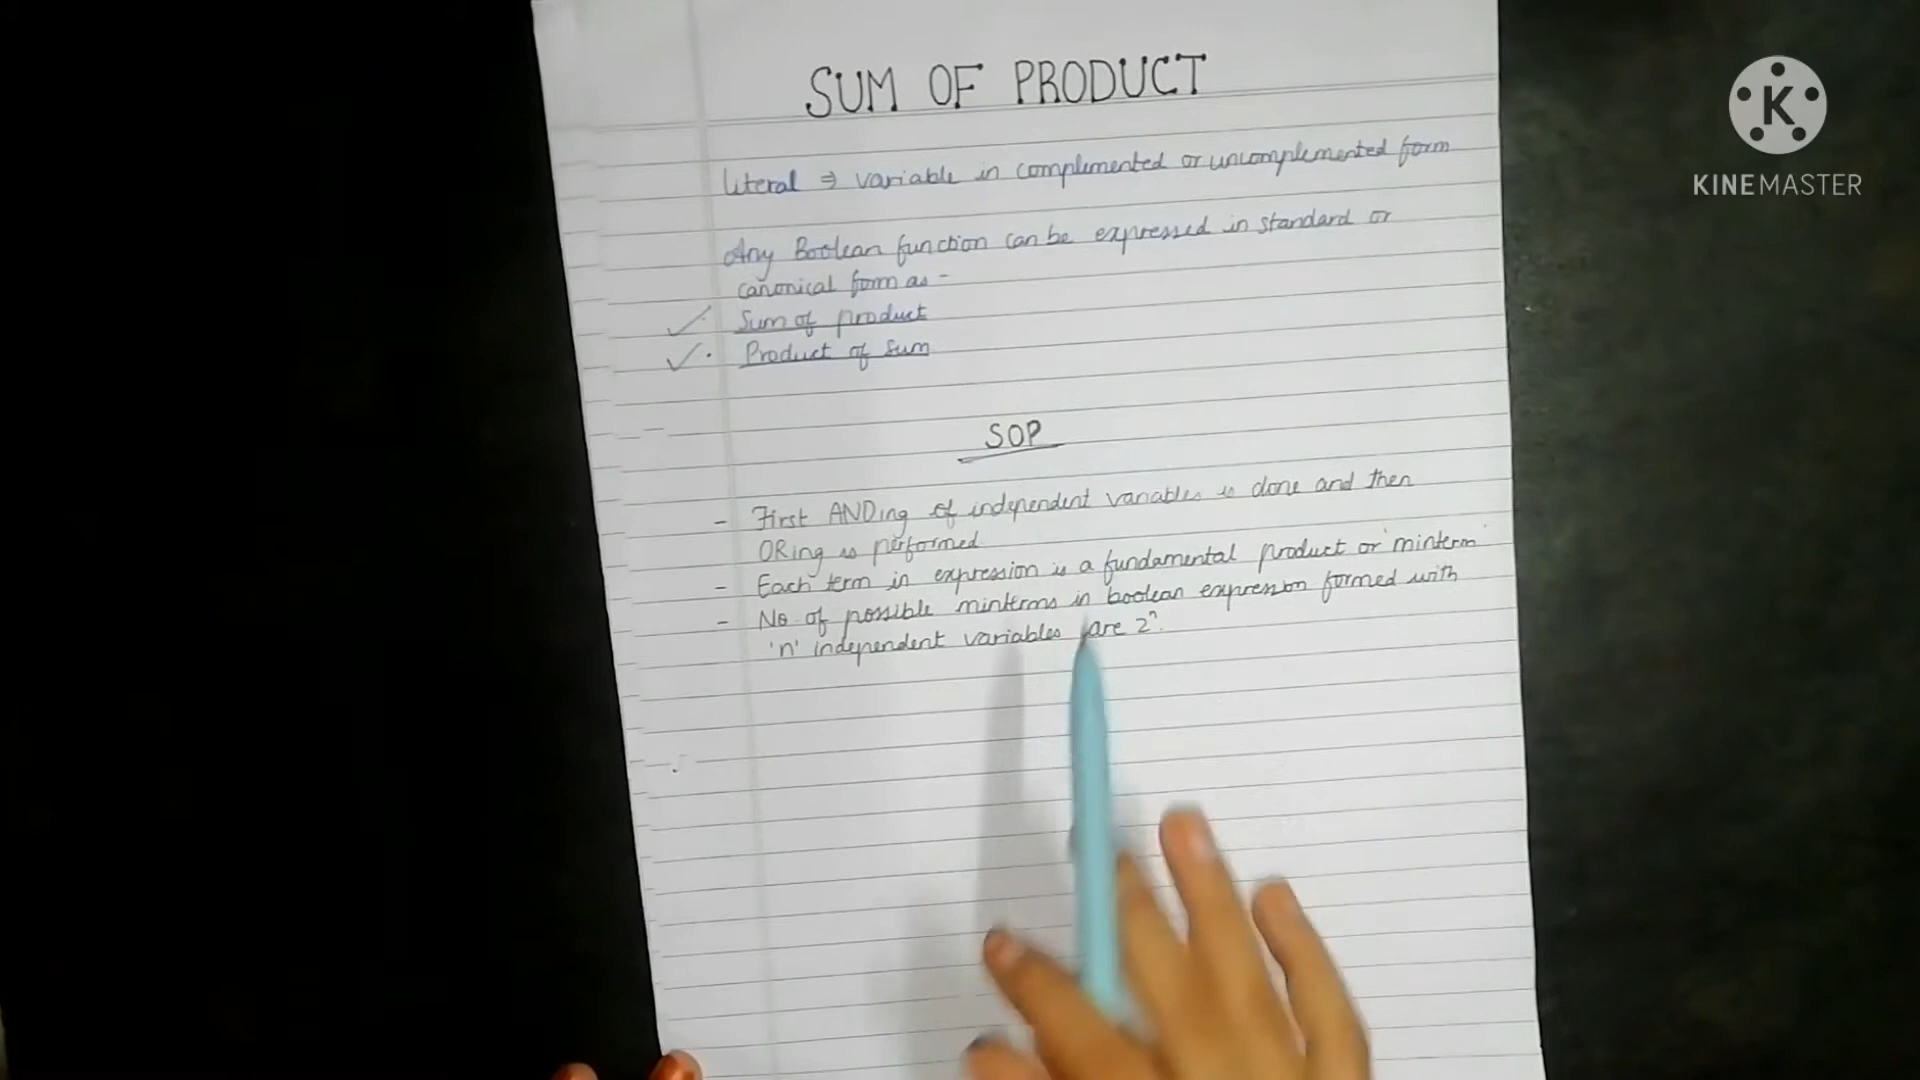 SUM OF PRODUCT
K
KINEMASTER
Literal ⇒ variable in complemented or uncomplemented form
Any Boolean function can be expressed in standard or
canonical form as -
Sum of product
Product of Sum
SOP
- First ANDing of independent variables is done and then
ORing is performed
- Each term in expression is a fundamental product or 'minterm'
- No. of possible minterms in boolean expression formed with
'n' independent variables are 2ⁿ.